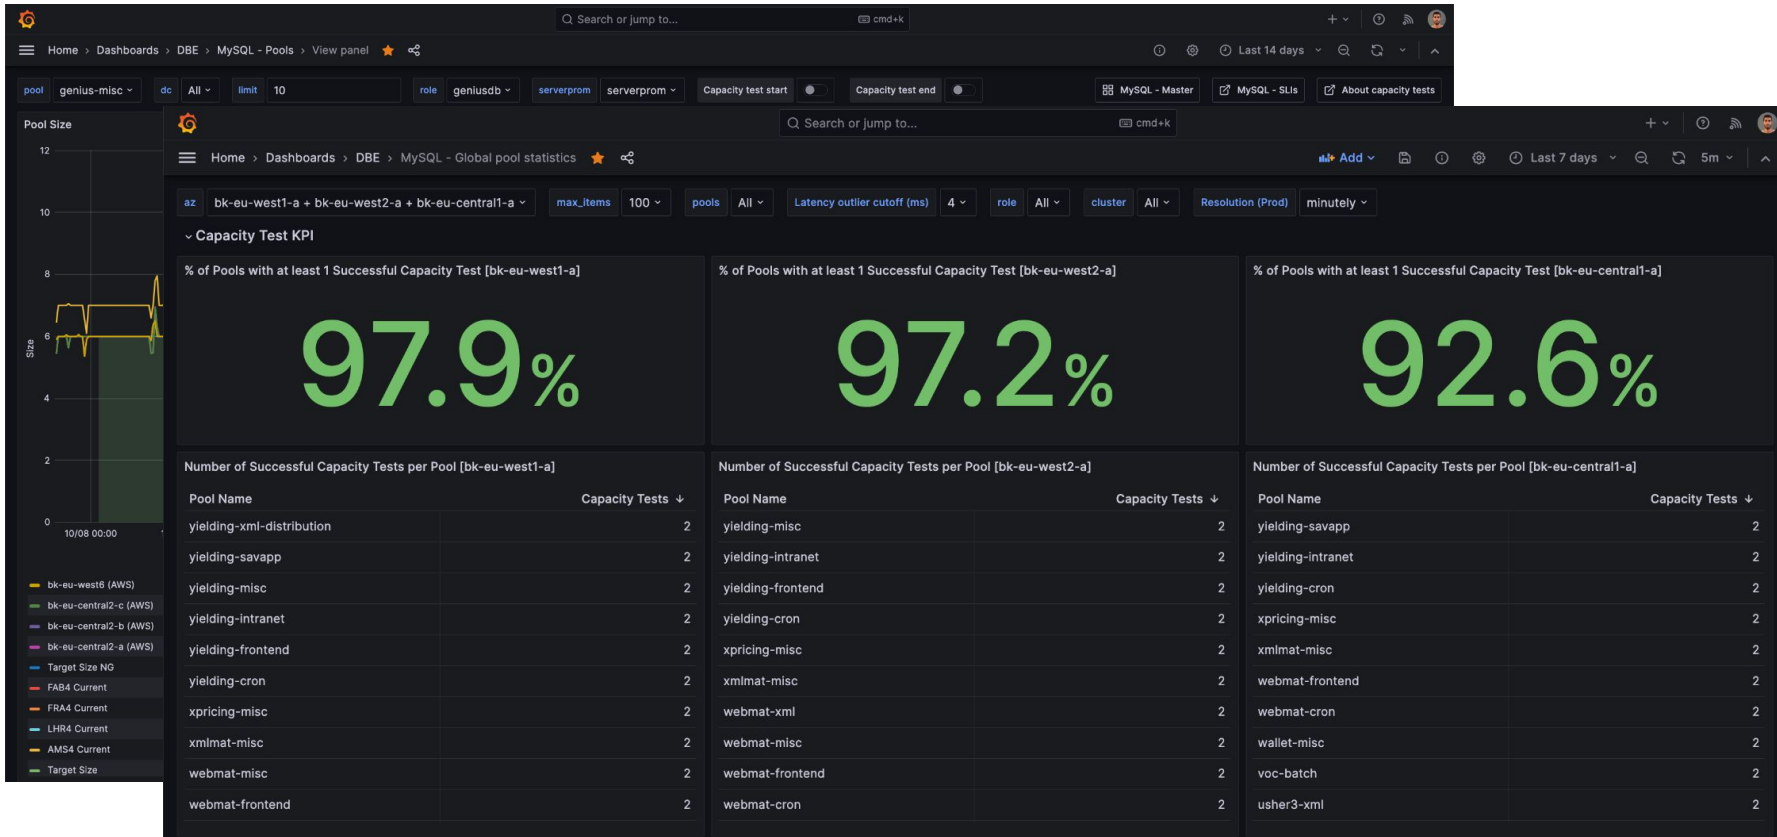 Search or jump to... cmd+k
Home › Dashboards › DBE › MySQL - Pools › View panel
Last 14 days
pool genius-misc dc All limit 10 role geniusdb serverprom serverprom Capacity test start Capacity test end MySQL - Master MySQL - SLIs About capacity tests
Pool Size
12
10
8
6
4
2
0
Size
10/08 00:00
bk-eu-west6 (AWS)
bk-eu-central2-c (AWS)
bk-eu-central2-b (AWS)
bk-eu-central2-a (AWS)
Target Size NG
FAB4 Current
FRA4 Current
LHR4 Current
AMS4 Current
Target Size
Search or jump to... cmd+k
Home › Dashboards › DBE › MySQL - Global pool statistics
Add Last 7 days 5m
az bk-eu-west1-a + bk-eu-west2-a + bk-eu-central1-a max_items 100 pools All Latency outlier cutoff (ms) 4 role All cluster All Resolution (Prod) minutely
Capacity Test KPI
% of Pools with at least 1 Successful Capacity Test [bk-eu-west1-a]
97.9%
% of Pools with at least 1 Successful Capacity Test [bk-eu-west2-a]
97.2%
% of Pools with at least 1 Successful Capacity Test [bk-eu-central1-a]
92.6%
Number of Successful Capacity Tests per Pool [bk-eu-west1-a]
Pool Name Capacity Tests ↓
yielding-xml-distribution 2
yielding-savapp 2
yielding-misc 2
yielding-intranet 2
yielding-frontend 2
yielding-cron 2
xpricing-misc 2
xmlmat-misc 2
webmat-misc 2
webmat-frontend 2
Number of Successful Capacity Tests per Pool [bk-eu-west2-a]
Pool Name Capacity Tests ↓
yielding-misc 2
yielding-intranet 2
yielding-frontend 2
yielding-cron 2
xpricing-misc 2
xmlmat-misc 2
webmat-xml 2
webmat-misc 2
webmat-frontend 2
webmat-cron 2
Number of Successful Capacity Tests per Pool [bk-eu-central1-a]
Pool Name Capacity Tests ↓
yielding-savapp 2
yielding-intranet 2
yielding-cron 2
xpricing-misc 2
xmlmat-misc 2
webmat-frontend 2
webmat-cron 2
wallet-misc 2
voc-batch 2
usher3-xml 2